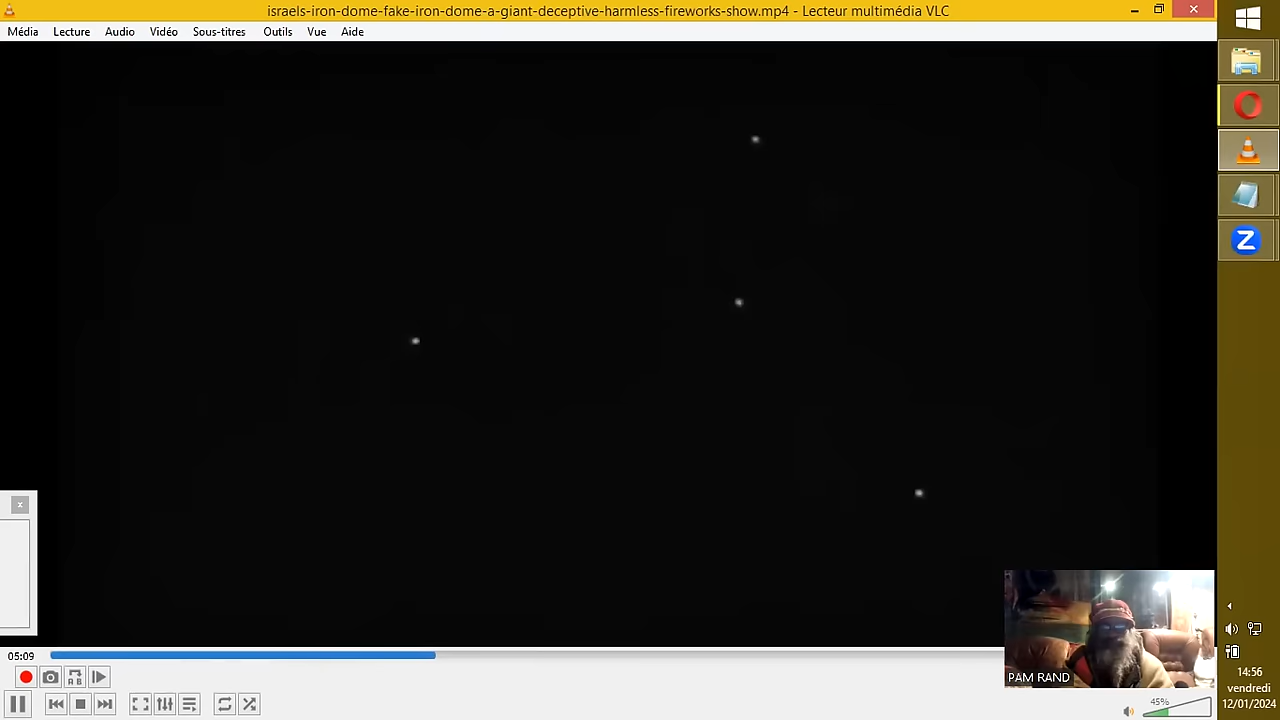 israels-iron-dome-fake-iron-dome-a-giant-deceptive-harmless-fireworks-show.mp4 - Lecteur multimédia VLC
Média Lecture Audio Vidéo Sous-titres Outils Vue Aide
05:09
A B
PAM RAND
45%
Z
14:56
vendredi
12/01/2024